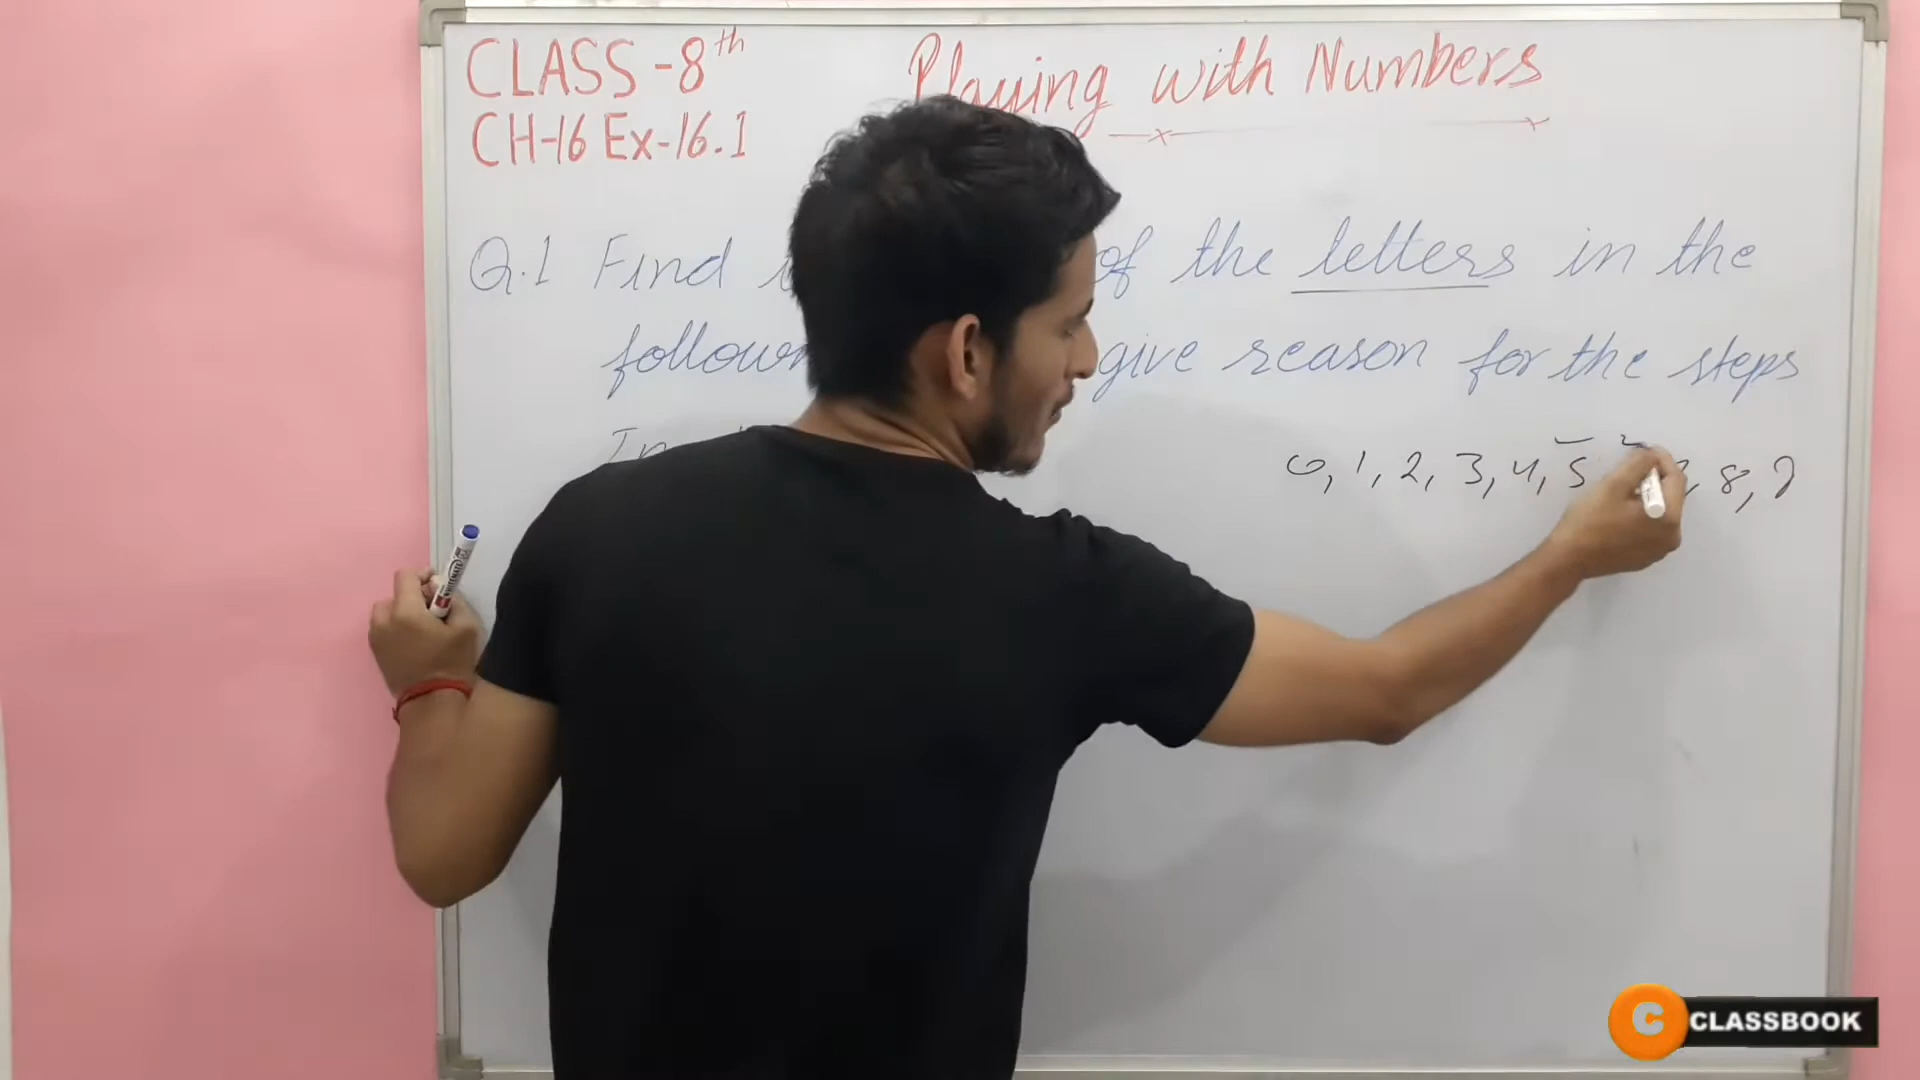 CLASS-8th
Playing with Numbers
CH-16 Ex-16.1
Q.1 Find of the letters in the
give reason for the steps
0, 1, 2, 3, 4, 5 8, 9
C CLASSBOOK